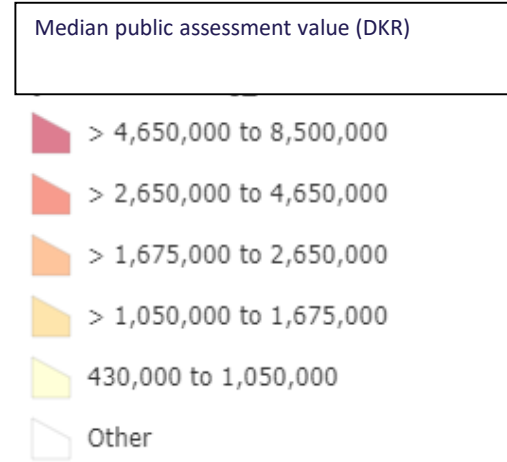 Median public assessment value (DKR)
> 4,650,000 to 8,500,000
> 2,650,000 to 4,650,000
> 1,675,000 to 2,650,000
> 1,050,000 to 1,675,000
430,000 to 1,050,000
Other